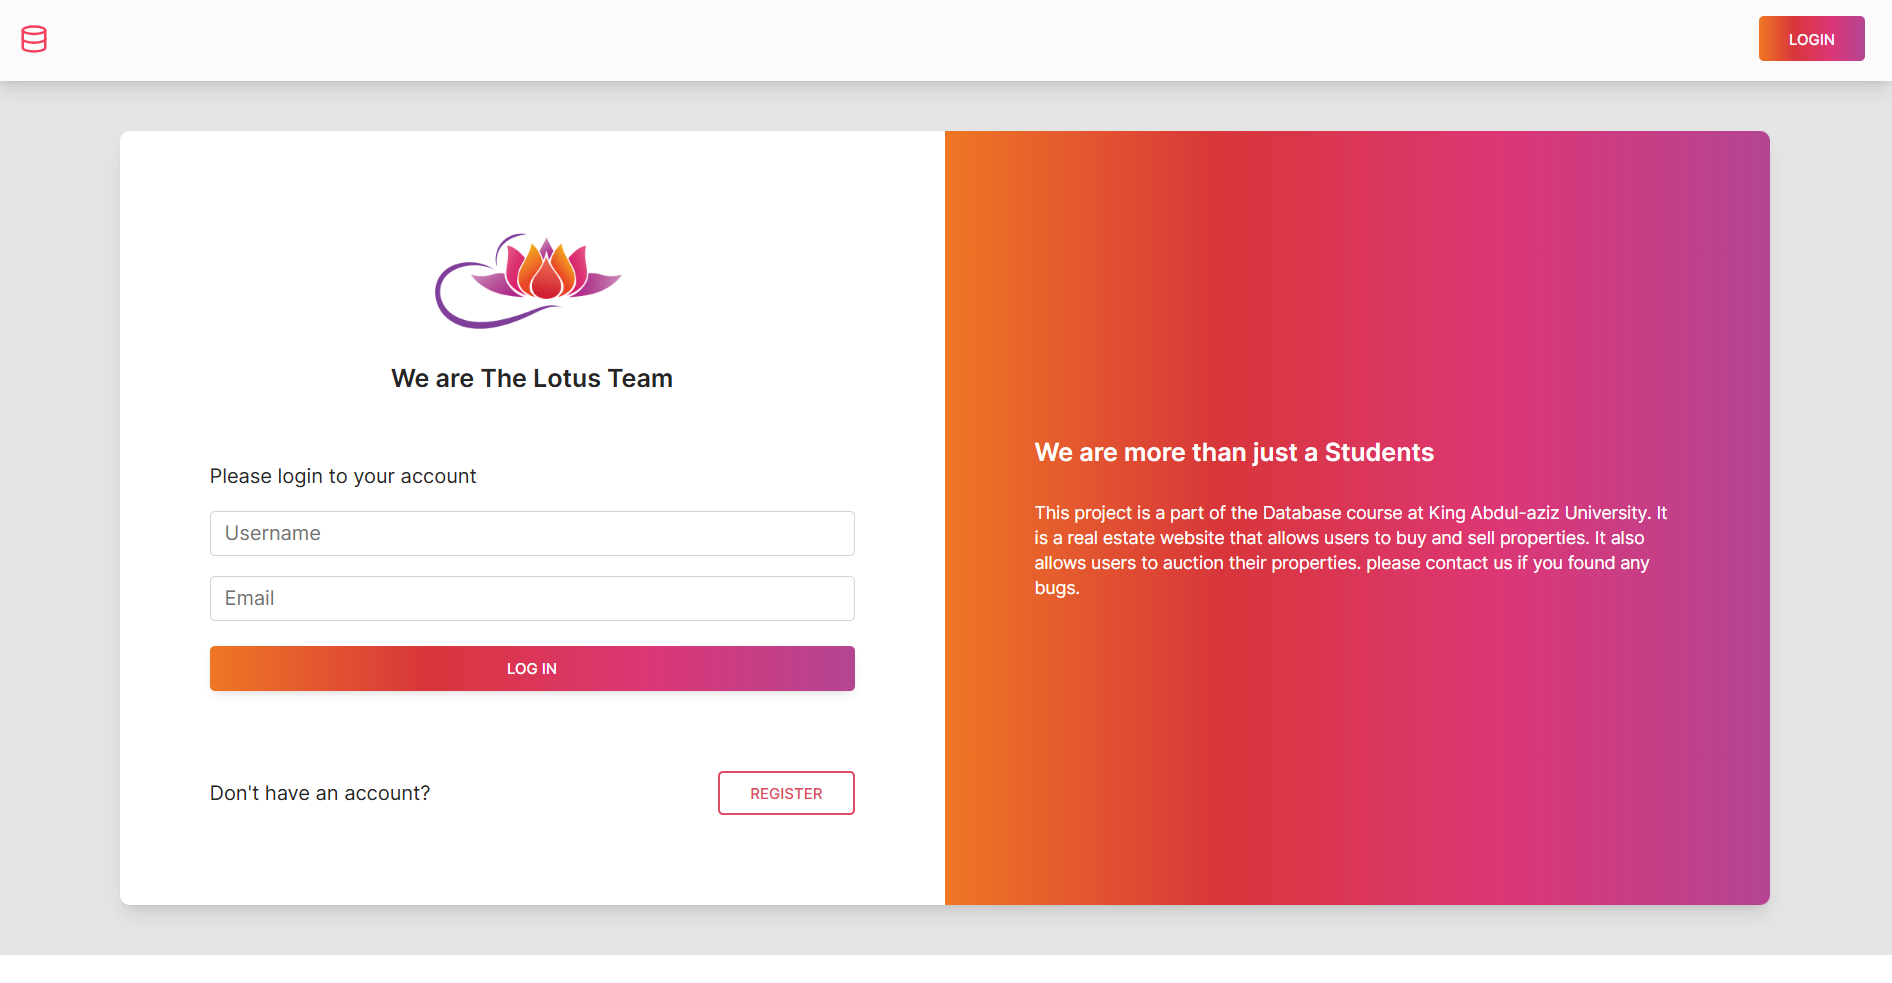 LOGIN
We are The Lotus Team
Please login to your account
Username
Email
LOG IN
Don't have an account?
REGISTER
We are more than just a Students
This project is a part of the Database course at King Abdul-aziz University. It
is a real estate website that allows users to buy and sell properties. It also
allows users to auction their properties. please contact us if you found any
bugs.